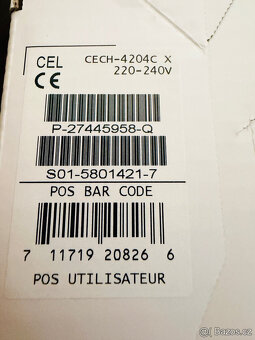 CEL
CECH-4204C X
220-240V
CE
P-27445958-Q
S01-5801421-7
POS BAR CODE
7 11719 20826 6
POS UTILISATEUR
Bazoš.cz